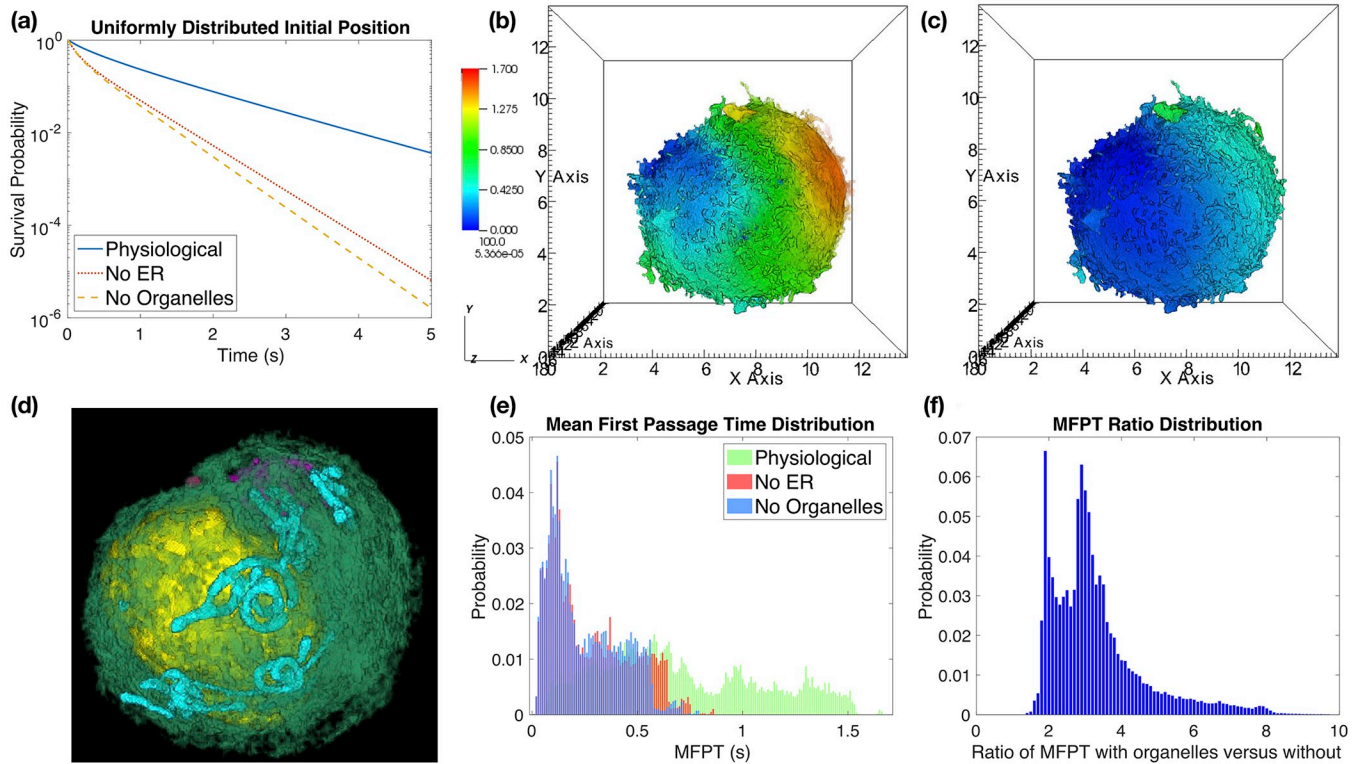 (a)
Uniformly Distributed Initial Position
10^0
10^-2
10^-4
10^-6
Survival Probability
Physiological
No ER
No Organelles
0 1 2 3 4 5
Time (s)
(b)
1.700
1.275
0.8500
0.4250
0.000
100.0
5.366e-05
Y
Z X
12
10
8
Y Axis
6
4
2
Z Axis
2 4 6 8 10 12
X Axis
(c)
12
10
8
Y Axis
6
4
2
Z Axis
2 4 6 8 10 12
X Axis
(d)
(e)
Mean First Passage Time Distribution
0.05
0.04
0.03
0.02
0.01
0
Probability
Physiological
No ER
No Organelles
0 0.5 1 1.5
MFPT (s)
(f)
MFPT Ratio Distribution
0.07
0.06
0.05
0.04
0.03
0.02
0.01
0
Probability
0 2 4 6 8 10
Ratio of MFPT with organelles versus without